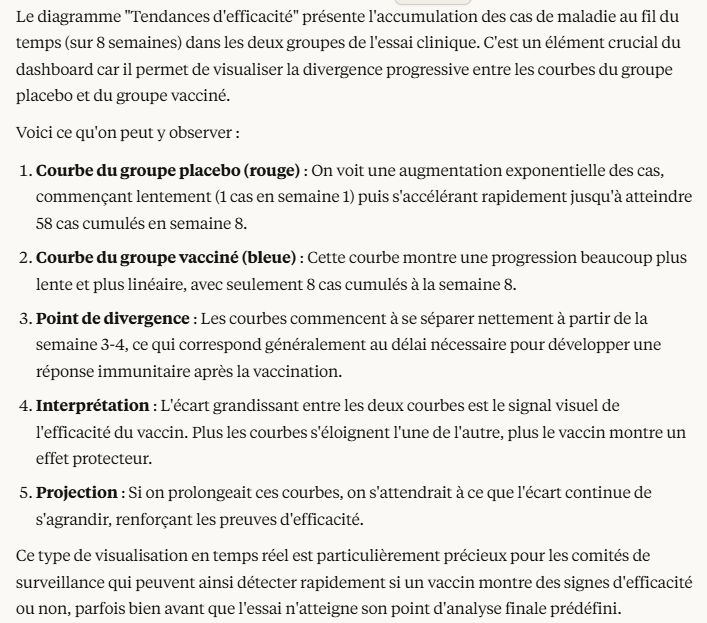 Le diagramme "Tendances d'efficacité" présente l'accumulation des cas de maladie au fil du
temps (sur 8 semaines) dans les deux groupes de l'essai clinique. C'est un élément crucial du
dashboard car il permet de visualiser la divergence progressive entre les courbes du groupe
placebo et du groupe vacciné.
Voici ce qu'on peut y observer :
1. Courbe du groupe placebo (rouge) : On voit une augmentation exponentielle des cas,
commençant lentement (1 cas en semaine 1) puis s'accélérant rapidement jusqu'à atteindre
58 cas cumulés en semaine 8.
2. Courbe du groupe vacciné (bleue) : Cette courbe montre une progression beaucoup plus
lente et plus linéaire, avec seulement 8 cas cumulés à la semaine 8.
3. Point de divergence : Les courbes commencent à se séparer nettement à partir de la
semaine 3-4, ce qui correspond généralement au délai nécessaire pour développer une
réponse immunitaire après la vaccination.
4. Interprétation : L'écart grandissant entre les deux courbes est le signal visuel de
l'efficacité du vaccin. Plus les courbes s'éloignent l'une de l'autre, plus le vaccin montre un
effet protecteur.
5. Projection : Si on prolongeait ces courbes, on s'attendrait à ce que l'écart continue de
s'agrandir, renforçant les preuves d'efficacité.
Ce type de visualisation en temps réel est particulièrement précieux pour les comités de
surveillance qui peuvent ainsi détecter rapidement si un vaccin montre des signes d'efficacité
ou non, parfois bien avant que l'essai n'atteigne son point d'analyse finale prédéfini.